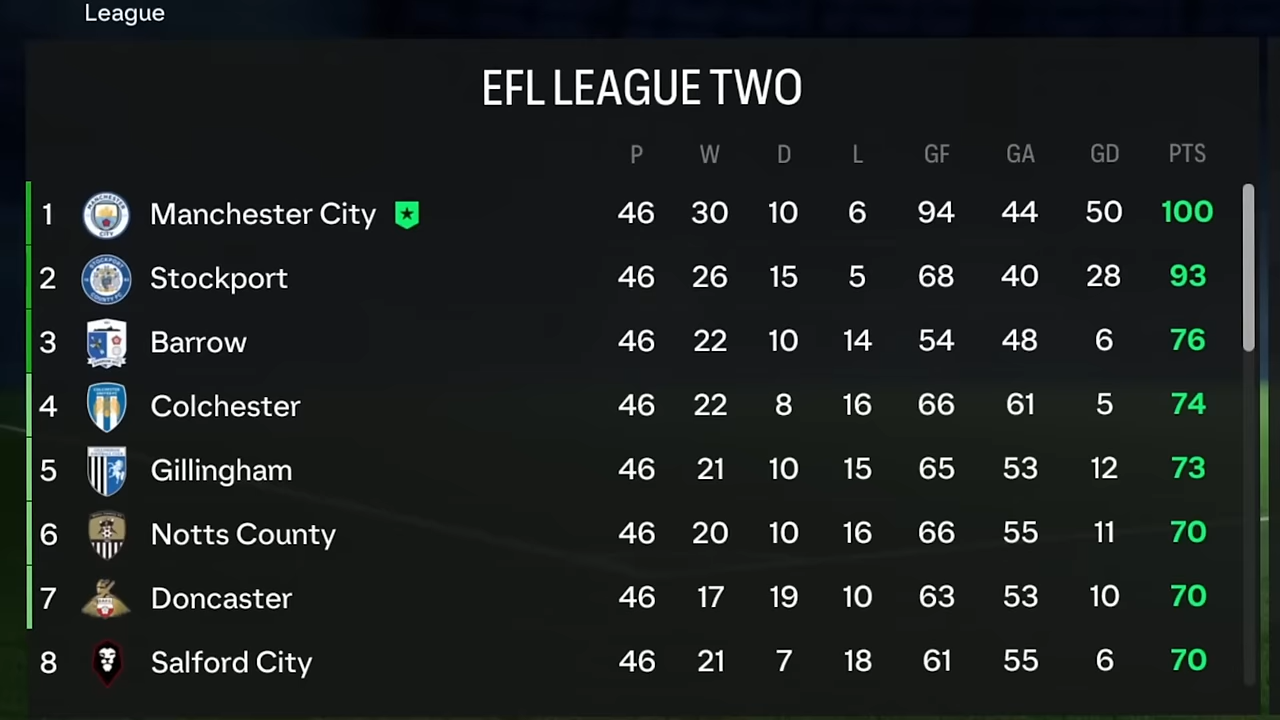 League
EFL LEAGUE TWO
P W D L GF GA GD PTS
1 Manchester City 46 30 10 6 94 44 50 100
2 Stockport 46 26 15 5 68 40 28 93
3 Barrow 46 22 10 14 54 48 6 76
4 Colchester 46 22 8 16 66 61 5 74
5 Gillingham 46 21 10 15 65 53 12 73
6 Notts County 46 20 10 16 66 55 11 70
7 Doncaster 46 17 19 10 63 53 10 70
8 Salford City 46 21 7 18 61 55 6 70